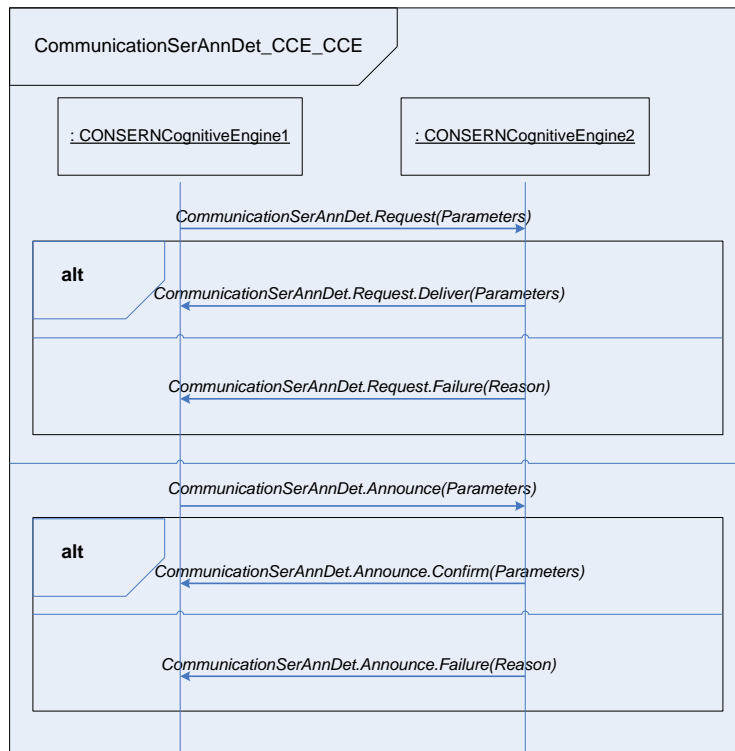 CommunicationSerAnnDet_CCE_CCE
: CONSERNCognitiveEngine1
: CONSERNCognitiveEngine2
CommunicationSerAnnDet.Request(Parameters)
alt
CommunicationSerAnnDet.Request.Deliver(Parameters)
CommunicationSerAnnDet.Request.Failure(Reason)
CommunicationSerAnnDet.Announce(Parameters)
alt
CommunicationSerAnnDet.Announce.Confirm(Parameters)
CommunicationSerAnnDet.Announce.Failure(Reason)